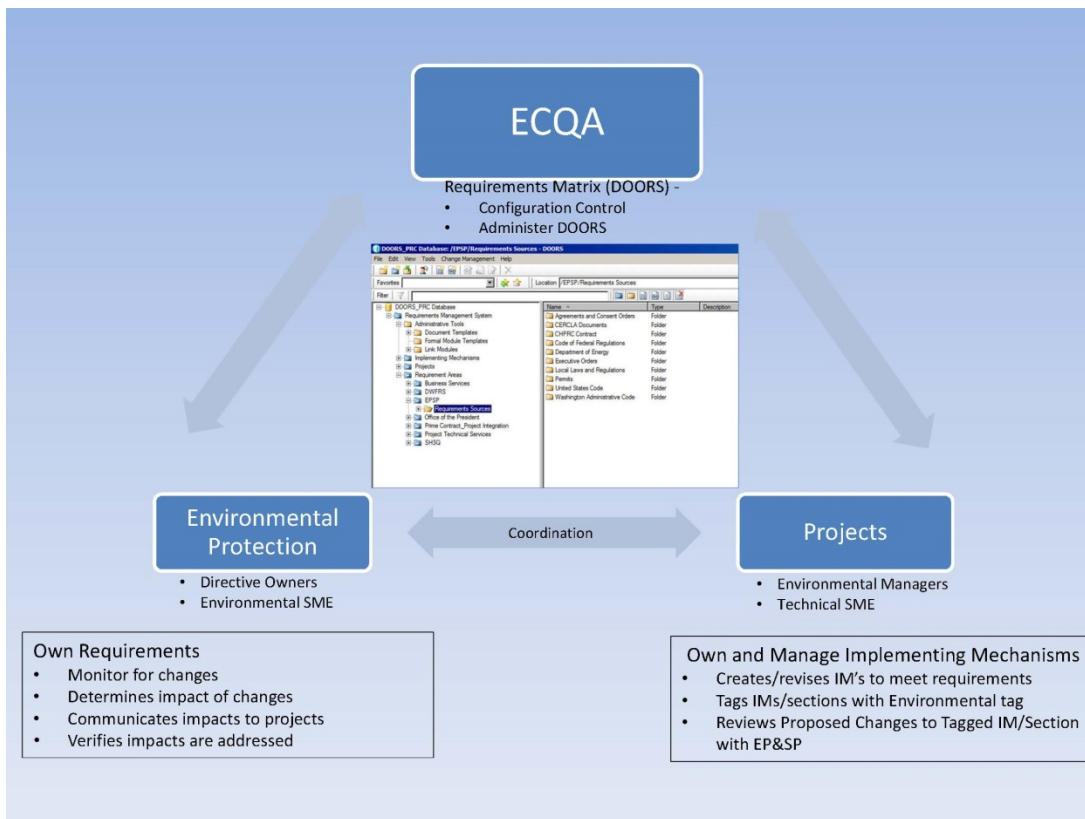 ECQA
Requirements Matrix (DOORS) -
• Configuration Control
• Administer DOORS
DOORS_PRC Database: /EPSP/Requirements Sources - DOORS
File Edit View Tools Change Management Help
Favorites
Location /EPSP/Requirements Sources
Filter
DOORS_PRC Database
Requirements Management System
Administrative Tools
Document Templates
Formal Module Templates
Link Modules
Implementing Mechanisms
Projects
Requirement Areas
Business Services
DWFRS
EPSP
Requirements Sources
Office of the President
Prime Contract_Project Integration
Project Technical Services
SHSQ
Name Type Description
Agreements and Consent Orders Folder
CERCLA Documents Folder
CHPRC Contract Folder
Code of Federal Regulations Folder
Department of Energy Folder
Executive Orders Folder
Local Laws and Regulations Folder
Permits Folder
United States Code Folder
Washington Administrative Code Folder
Environmental
Protection
• Directive Owners
• Environmental SME
Coordination
Projects
• Environmental Managers
• Technical SME
Own Requirements
• Monitor for changes
• Determines impact of changes
• Communicates impacts to projects
• Verifies impacts are addressed
Own and Manage Implementing Mechanisms
• Creates/revises IM's to meet requirements
• Tags IMs/sections with Environmental tag
• Reviews Proposed Changes to Tagged IM/Section
with EP&SP